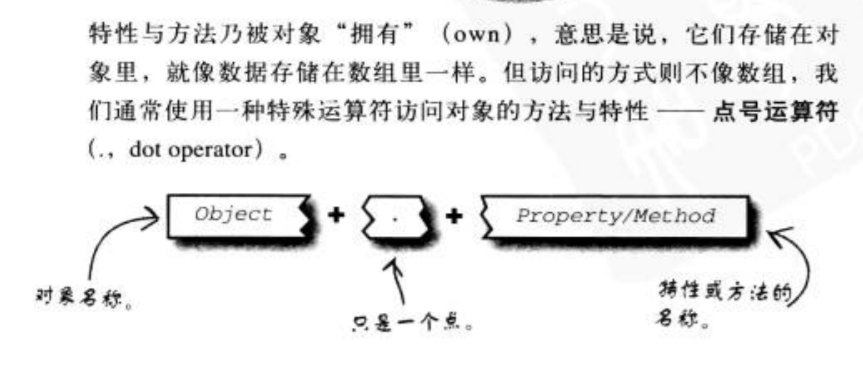 特性与方法乃被对象“拥有”（own），意思是说，它们存储在对
象里，就像数据存储在数组里一样。但访问的方式则不像数组，我
们通常使用一种特殊运算符访问对象的方法与特性 —— 点号运算符
（.，dot operator）。
Object + . + Property/Method
对象名称。
只是一个点。
特性或方法的
名称。